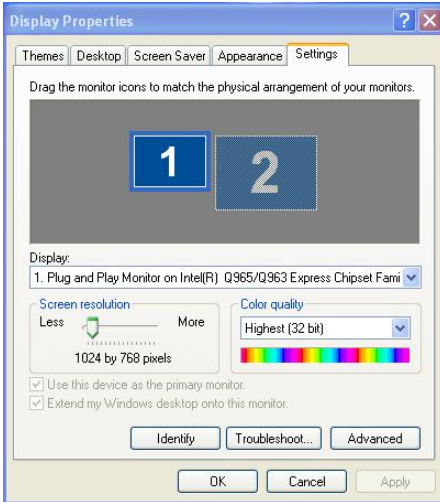 Display Properties
Themes Desktop Screen Saver Appearance Settings
Drag the monitor icons to match the physical arrangement of your monitors.
1 2
Display:
1. Plug and Play Monitor on Intel(R) Q965/Q963 Express Chipset Fami
Screen resolution
Less More
1024 by 768 pixels
Color quality
Highest (32 bit)
Use this device as the primary monitor.
Extend my Windows desktop onto this monitor.
Identify Troubleshoot... Advanced
OK Cancel Apply